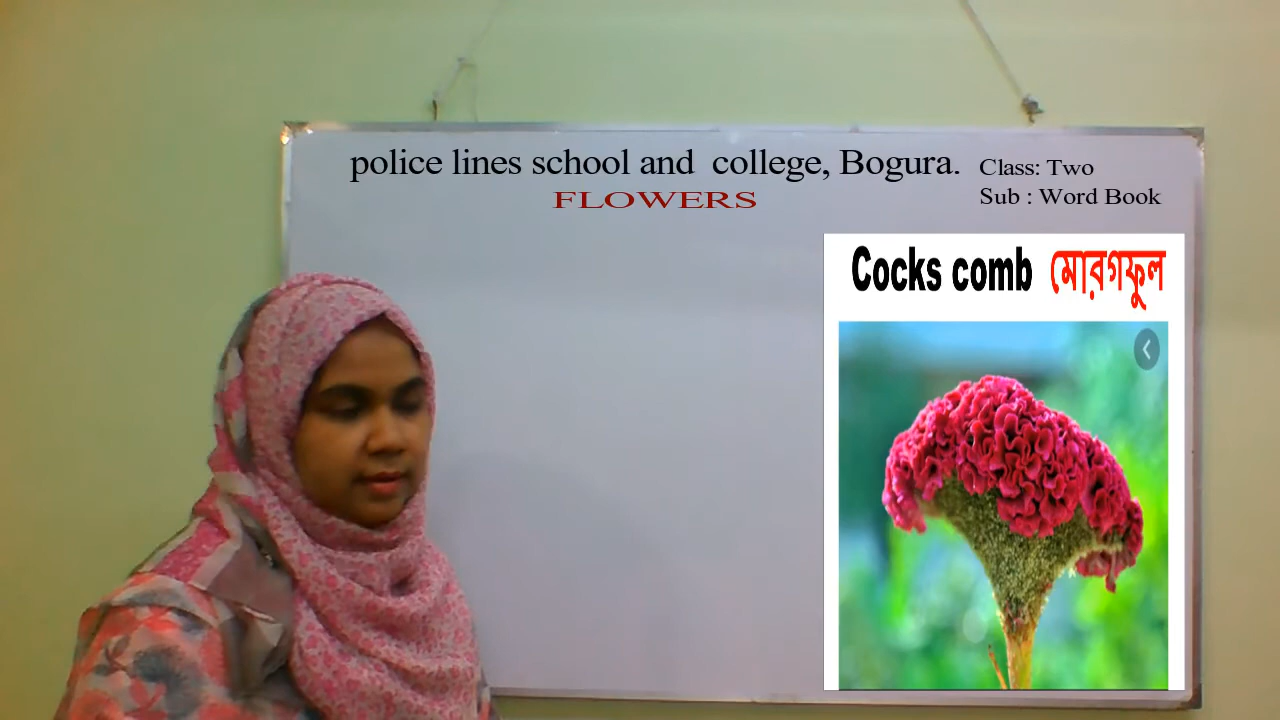 police lines school and college, Bogura.
FLOWERS
Class: Two
Sub : Word Book
Cocks comb মোরগফুল